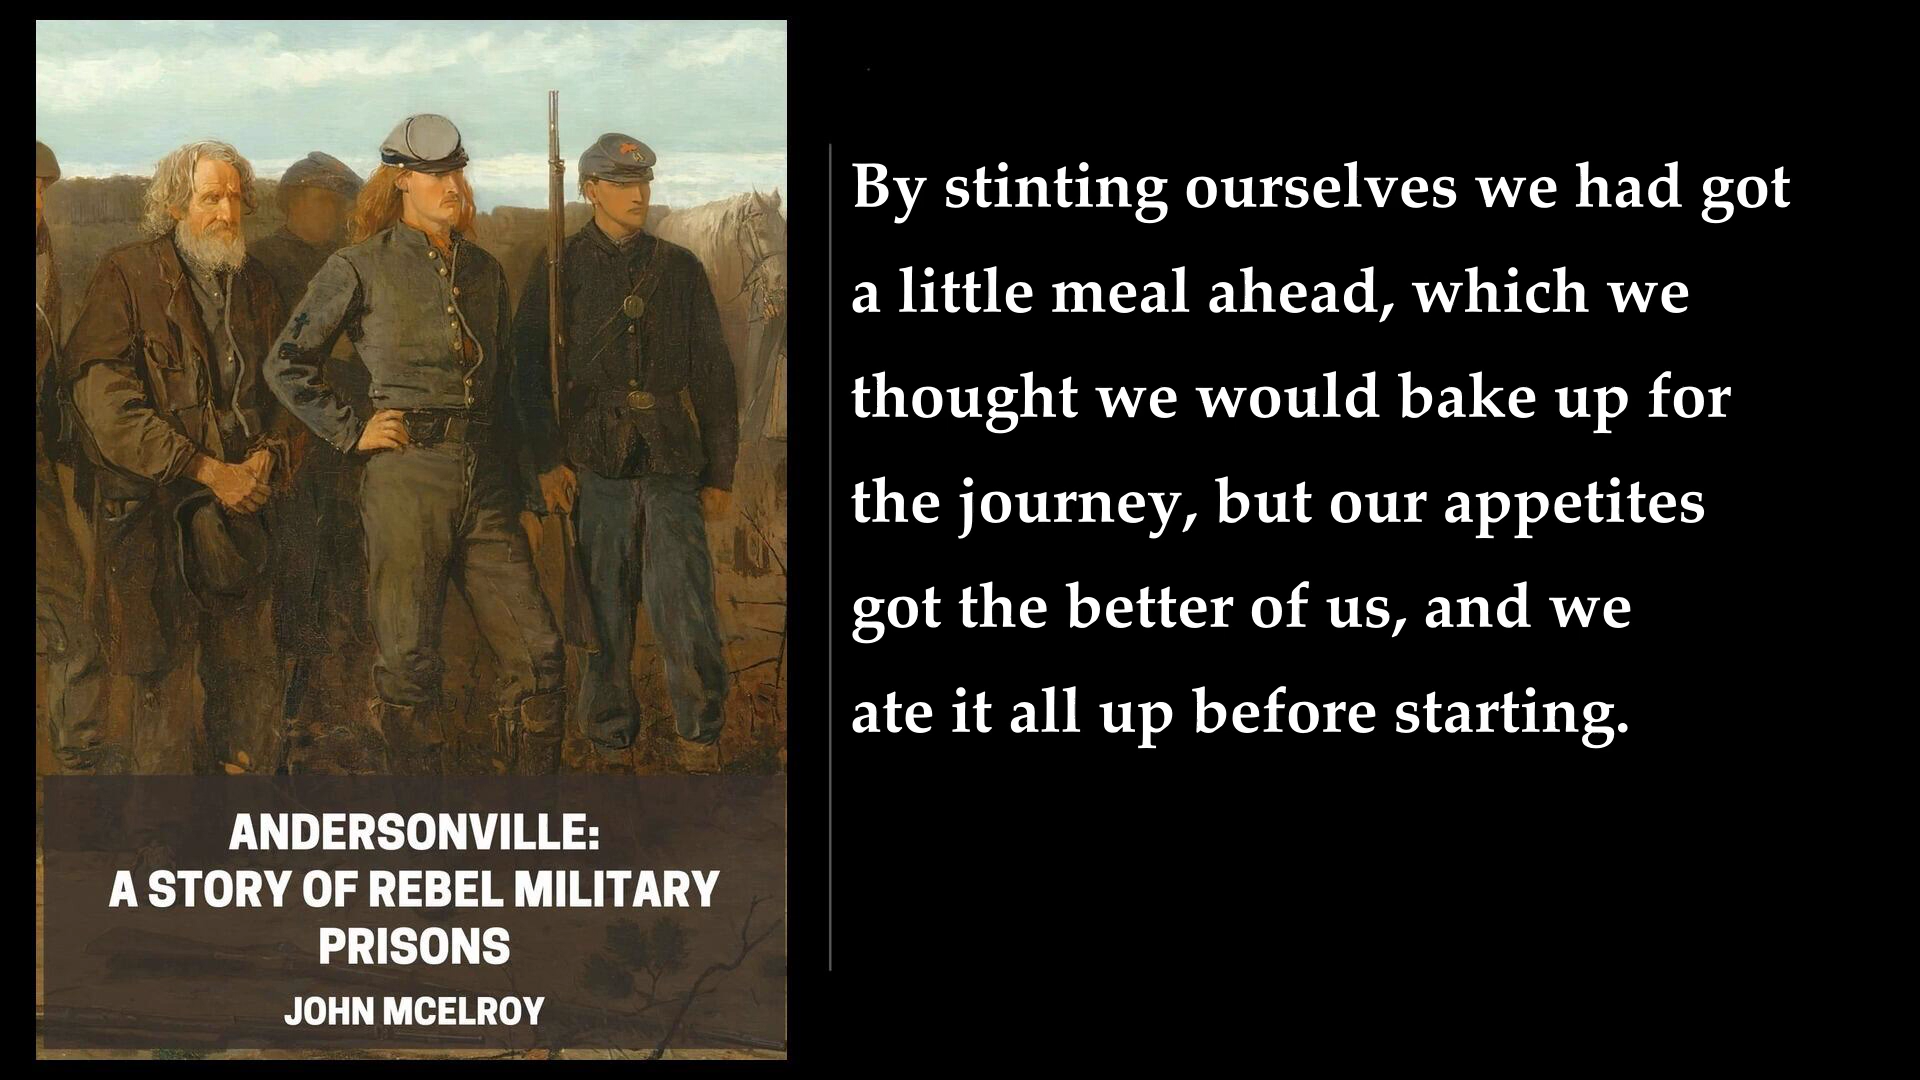 By stinting ourselves we had got
a little meal ahead, which we
thought we would bake up for
the journey, but our appetites
got the better of us, and we
ate it all up before starting.
ANDERSONVILLE:
A STORY OF REBEL MILITARY
PRISONS
JOHN MCELROY